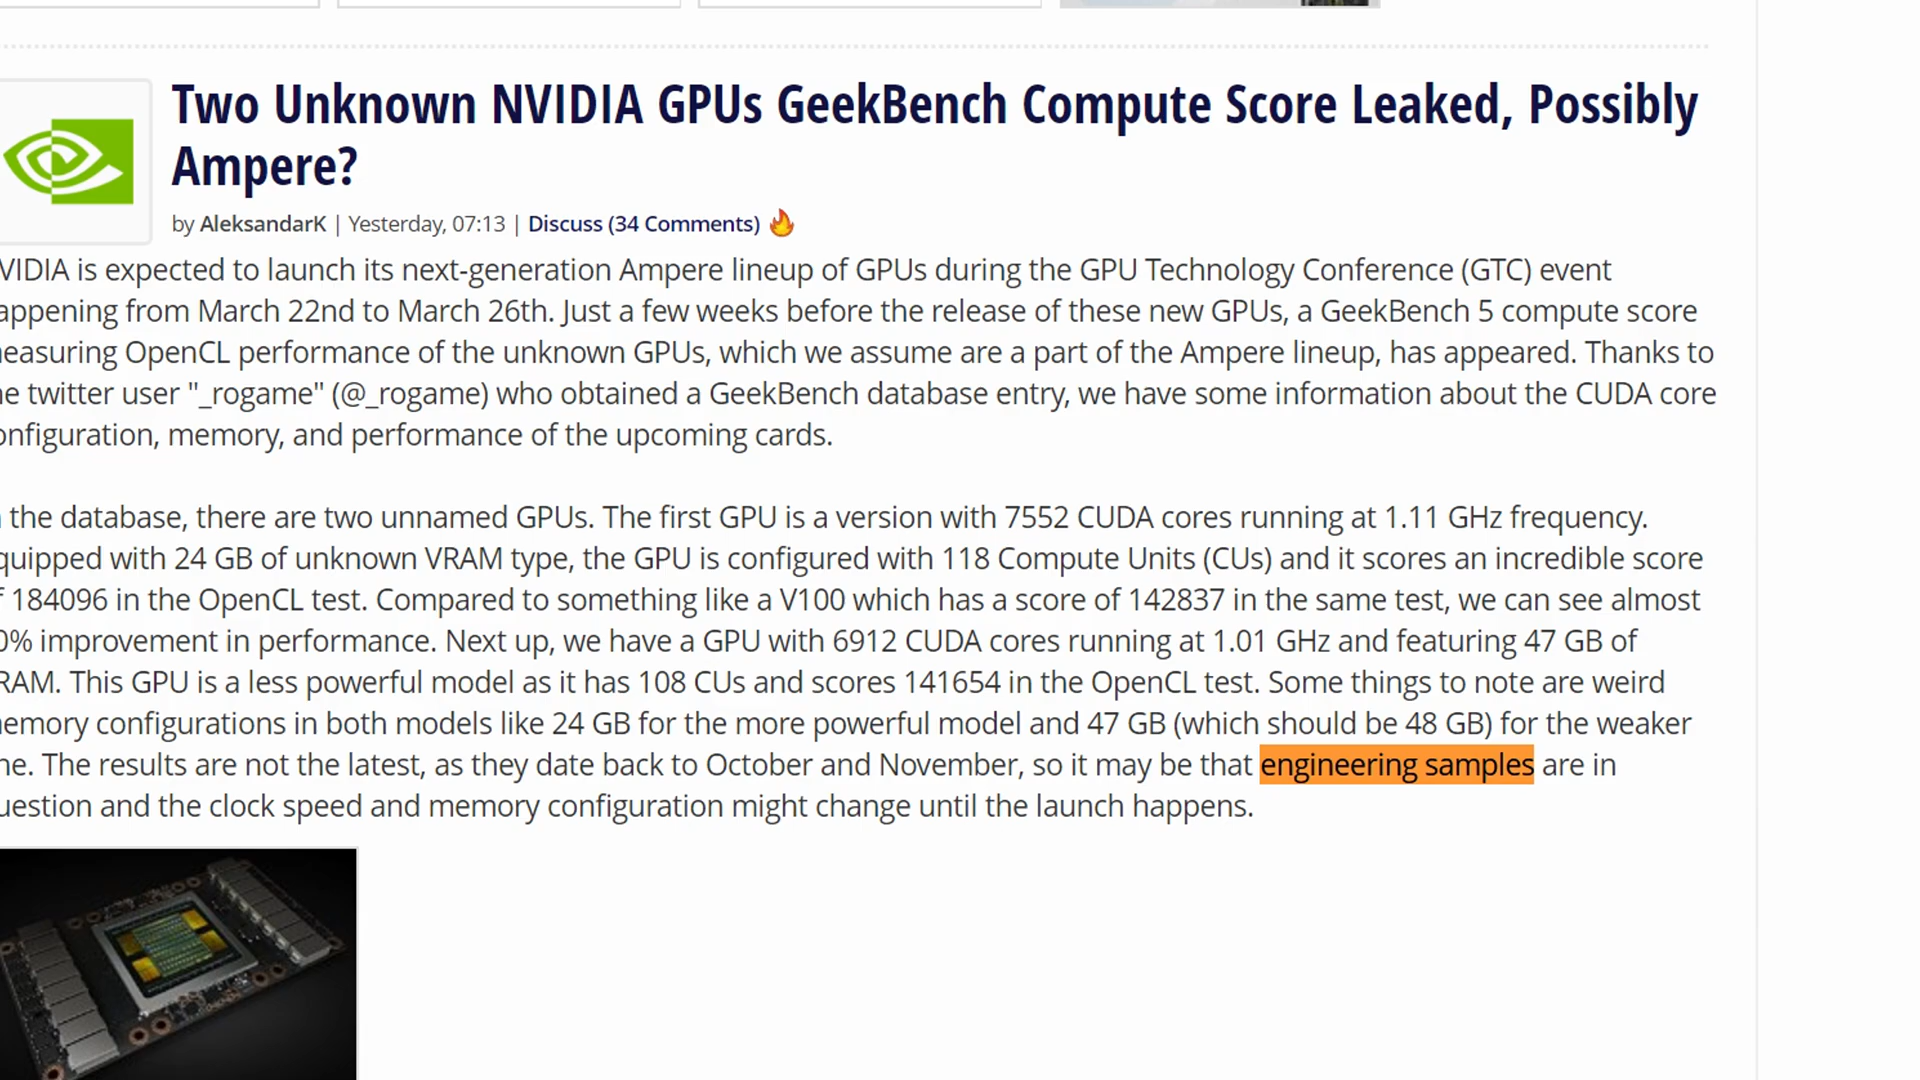 Two Unknown NVIDIA GPUs GeekBench Compute Score Leaked, Possibly
Ampere?
by AleksandarK | Yesterday, 07:13 | Discuss (34 Comments)
VIDIA is expected to launch its next-generation Ampere lineup of GPUs during the GPU Technology Conference (GTC) event
appening from March 22nd to March 26th. Just a few weeks before the release of these new GPUs, a GeekBench 5 compute score
easuring OpenCL performance of the unknown GPUs, which we assume are a part of the Ampere lineup, has appeared. Thanks to
e twitter user "_rogame" (@_rogame) who obtained a GeekBench database entry, we have some information about the CUDA core
onfiguration, memory, and performance of the upcoming cards.
the database, there are two unnamed GPUs. The first GPU is a version with 7552 CUDA cores running at 1.11 GHz frequency.
quipped with 24 GB of unknown VRAM type, the GPU is configured with 118 Compute Units (CUs) and it scores an incredible score
f 184096 in the OpenCL test. Compared to something like a V100 which has a score of 142837 in the same test, we can see almost
0% improvement in performance. Next up, we have a GPU with 6912 CUDA cores running at 1.01 GHz and featuring 47 GB of
RAM. This GPU is a less powerful model as it has 108 CUs and scores 141654 in the OpenCL test. Some things to note are weird
emory configurations in both models like 24 GB for the more powerful model and 47 GB (which should be 48 GB) for the weaker
ne. The results are not the latest, as they date back to October and November, so it may be that engineering samples are in
uestion and the clock speed and memory configuration might change until the launch happens.